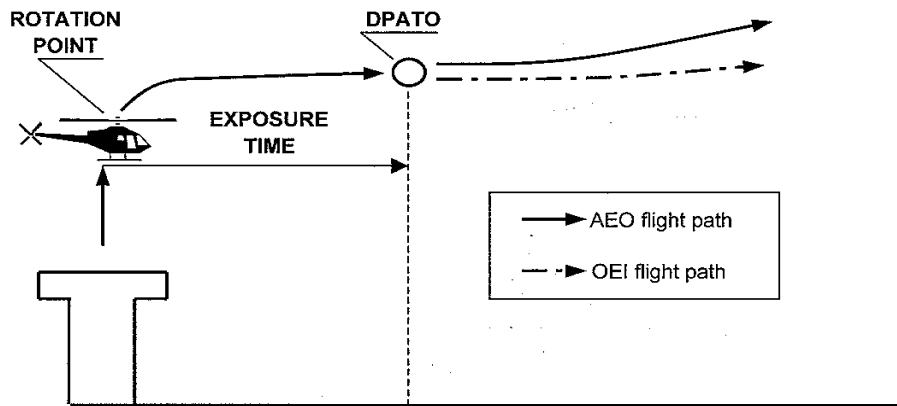 ROTATION
POINT
DPATO
EXPOSURE
TIME
AEO flight path
OEI flight path